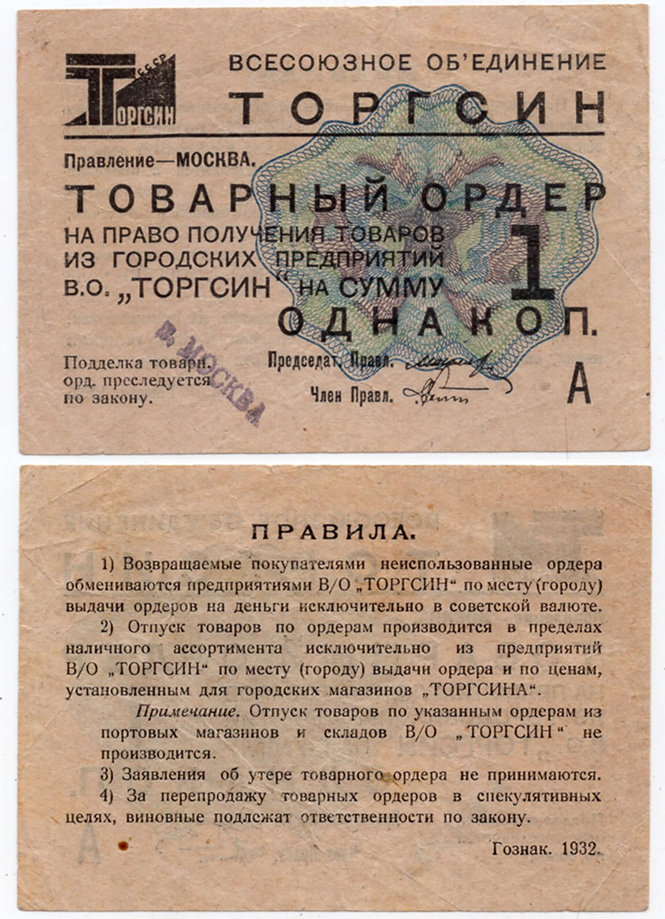 СССР
ТОРГСИН
ВСЕСОЮЗНОЕ ОБ'ЕДИНЕНИЕ
ТОРГСИН
Правление—МОСКВА.
ТОВАРНЫЙ ОРДЕР
НА ПРАВО ПОЛУЧЕНИЯ ТОВАРОВ
ИЗ ГОРОДСКИХ ПРЕДПРИЯТИЙ
В.О. „ТОРГСИН“ НА СУММУ
1
ОДНА КОП.
Подделка товарн.
орд. преследуется
по закону.
МОСКВА
Председат. Правл.
Член Правл.
А
ПРАВИЛА.
1) Возвращаемые покупателями неиспользованные ордера
обмениваются предприятиями В/О „ТОРГСИН“ по месту (городу)
выдачи ордеров на деньги исключительно в советской валюте.
2) Отпуск товаров по ордерам производится в пределах
наличного ассортимента исключительно из предприятий
В/О „ТОРГСИН“ по месту (городу) выдачи ордера и по ценам,
установленным для городских магазинов „ТОРГСИНА“.
Примечание. Отпуск товаров по указанным ордерам из
портовых магазинов и складов В/О „ТОРГСИН“ не
производится.
3) Заявления об утере товарного ордера не принимаются.
4) За перепродажу товарных ордеров в спекулятивных
целях, виновные подлежат ответственности по закону.
Гознак. 1932.